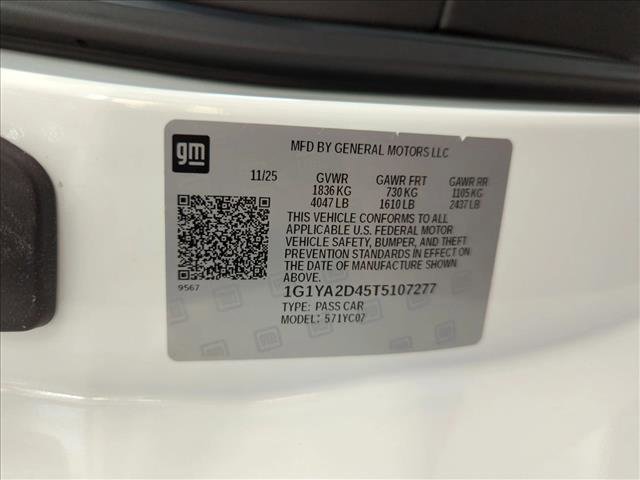 gm
MFD BY GENERAL MOTORS LLC
11/25 GVWR GAWR FRT GAWR RR
1836 KG 730 KG 1105 KG
4047 LB 1610 LB 2437 LB
THIS VEHICLE CONFORMS TO ALL
APPLICABLE U.S. FEDERAL MOTOR
VEHICLE SAFETY, BUMPER, AND THEFT
PREVENTION STANDARDS IN EFFECT ON
THE DATE OF MANUFACTURE SHOWN
ABOVE.
9567
1G1YA2D45T5107277
TYPE: PASS CAR
MODEL: 571YC07